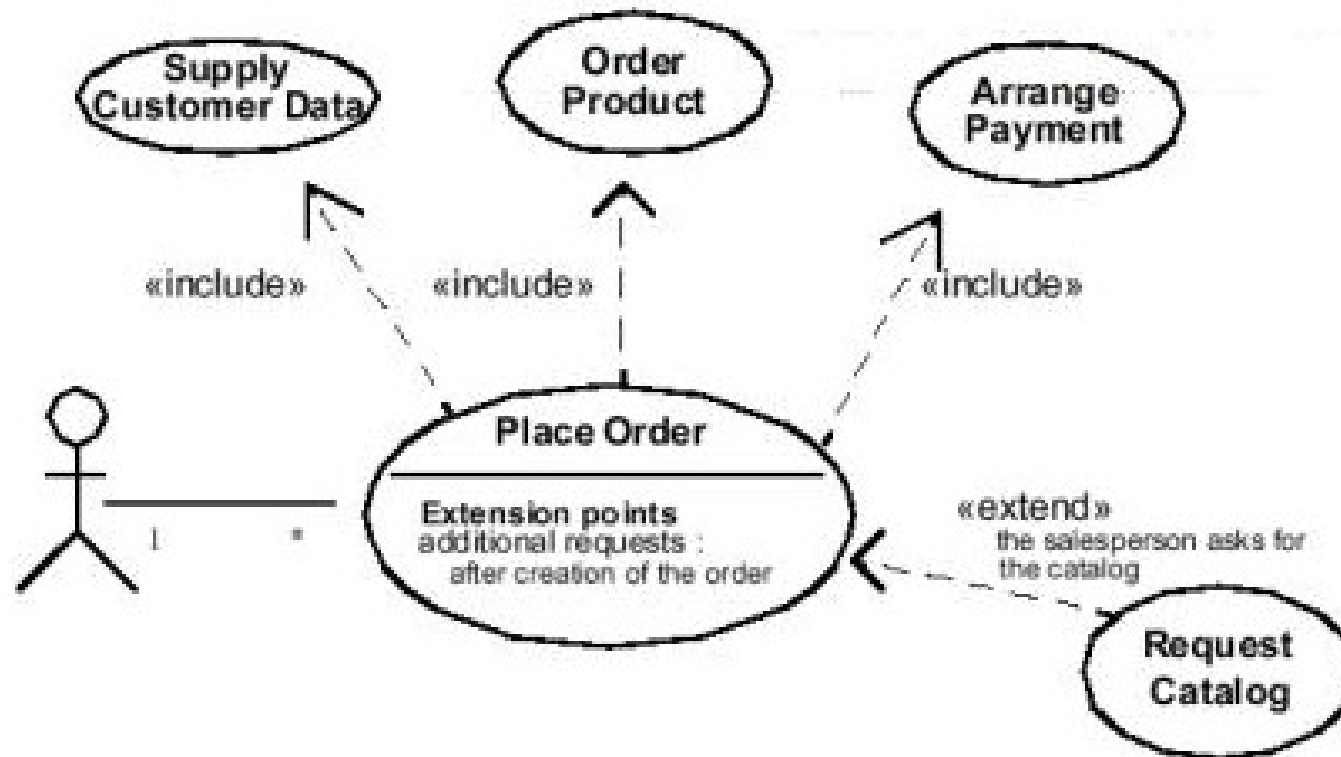 Supply
Customer Data
Order
Product
Arrange
Payment
«include»
«include»
«include»
Place Order
Extension points
additional requests :
after creation of the order
1
*
«extend»
the salesperson asks for
the catalog
Request
Catalog